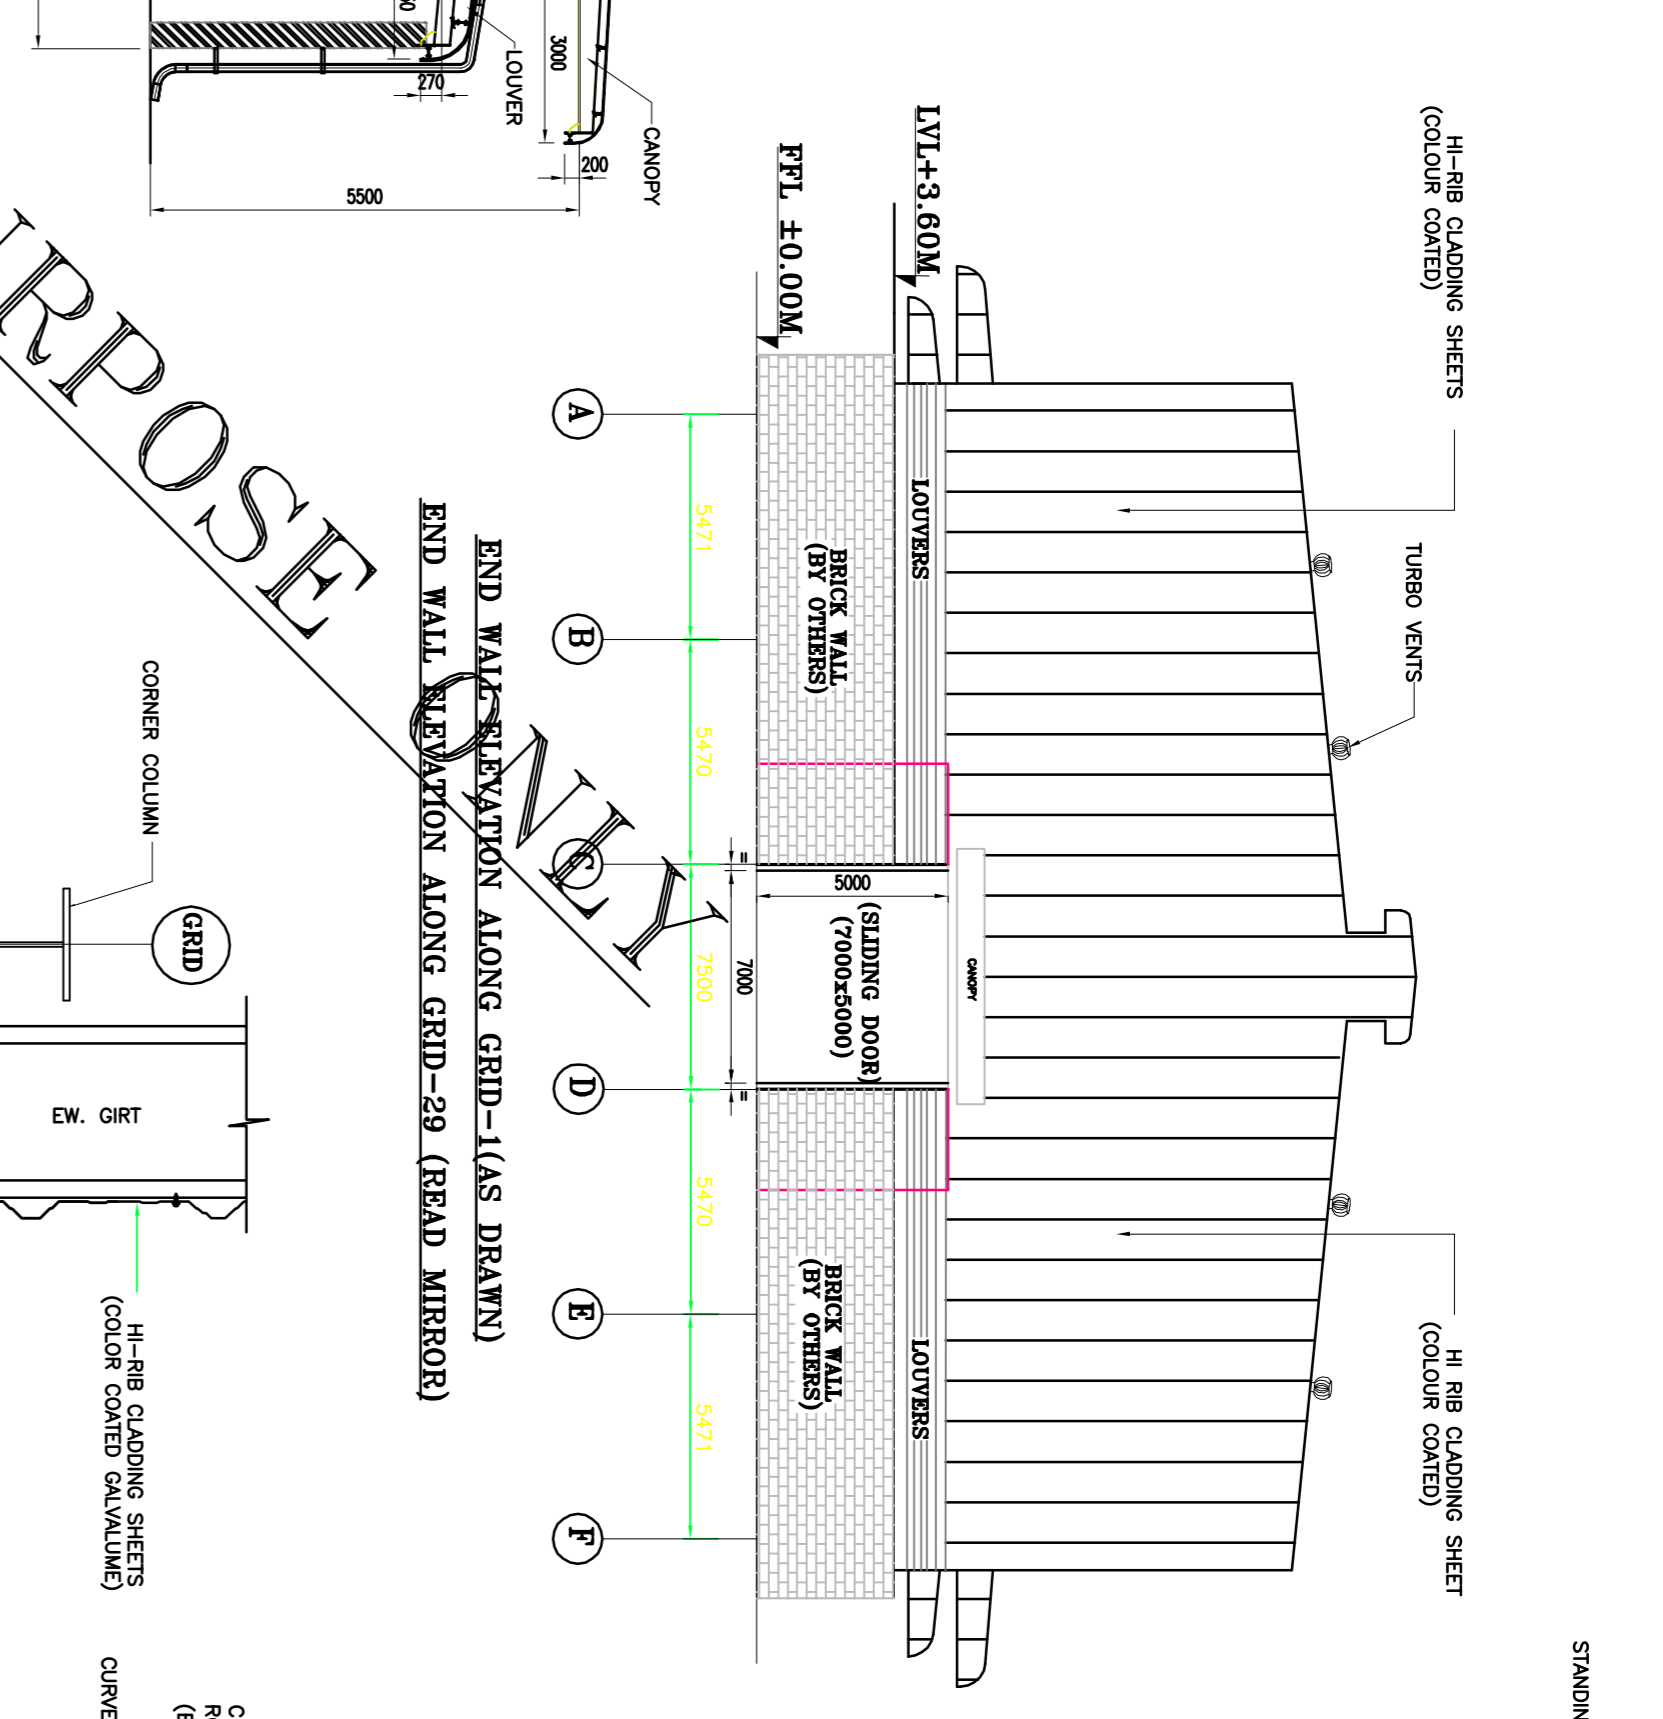 HI-RIB CLADDING SHEETS
(COLOUR COATED)
TURBO VENTS
HI RIB CLADDING SHEET
(COLOUR COATED)
LVL+3.60M
FFL ±0.00M
LOUVERS
BRICK WALL
(BY OTHERS)
CANOPY
(SLIDING DOOR)
(7000x5000)
5000
7000
=
=
LOUVERS
BRICK WALL
(BY OTHERS)
5471
5470
7500
5470
5471
A
B
C
D
E
F
END WALL ELEVATION ALONG GRID-1(AS DRAWN)
END WALL ELEVATION ALONG GRID-29 (READ MIRROR)
CANOPY
LOUVER
3000
200
270
5500
RPOSE ONLY
CORNER COLUMN
GRID
EW. GIRT
HI-RIB CLADDING SHEETS
(COLOR COATED GALVALUME)